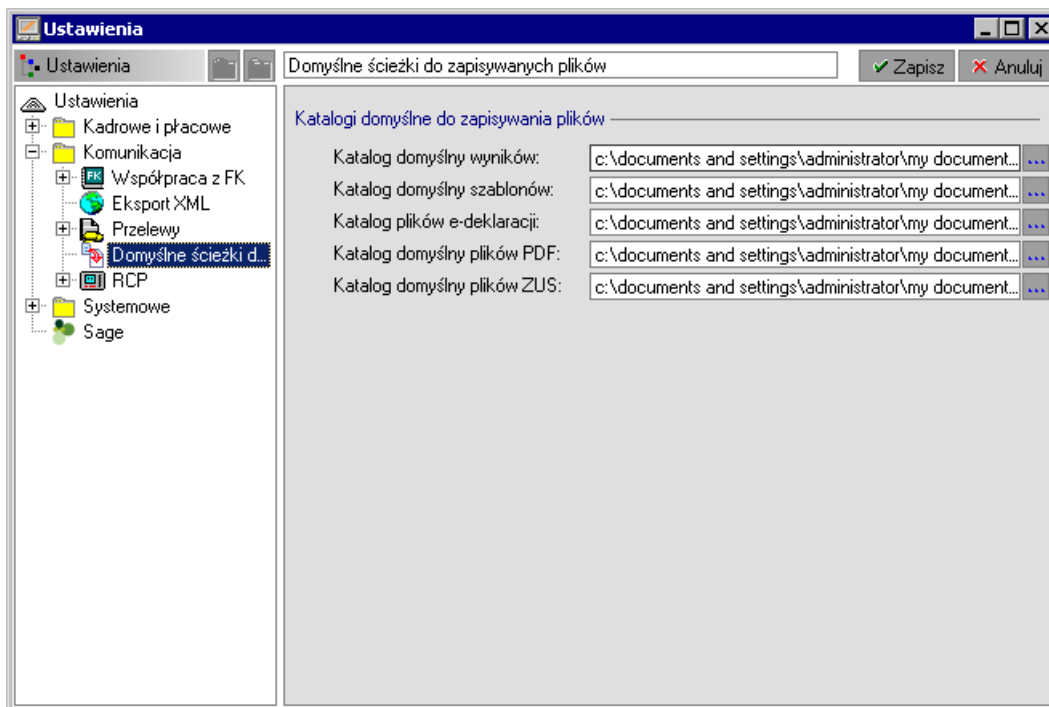 Ustawienia
Ustawienia
Domyślne ścieżki do zapisywanych plików
Zapisz
Anuluj
Ustawienia
Kadrowe i płacowe
Komunikacja
FK
Współpraca z FK
Eksport XML
Przelewy
Domyślne ścieżki d...
RCP
Systemowe
Sage
Katalogi domyślne do zapisywania plików
Katalog domyślny wyników: c:\documents and settings\administrator\my document... ...
Katalog domyślny szablonów: c:\documents and settings\administrator\my document... ...
Katalog plików e-deklaracji: c:\documents and settings\administrator\my document... ...
Katalog domyślny plików PDF: c:\documents and settings\administrator\my document... ...
Katalog domyślny plików ZUS: c:\documents and settings\administrator\my document... ...